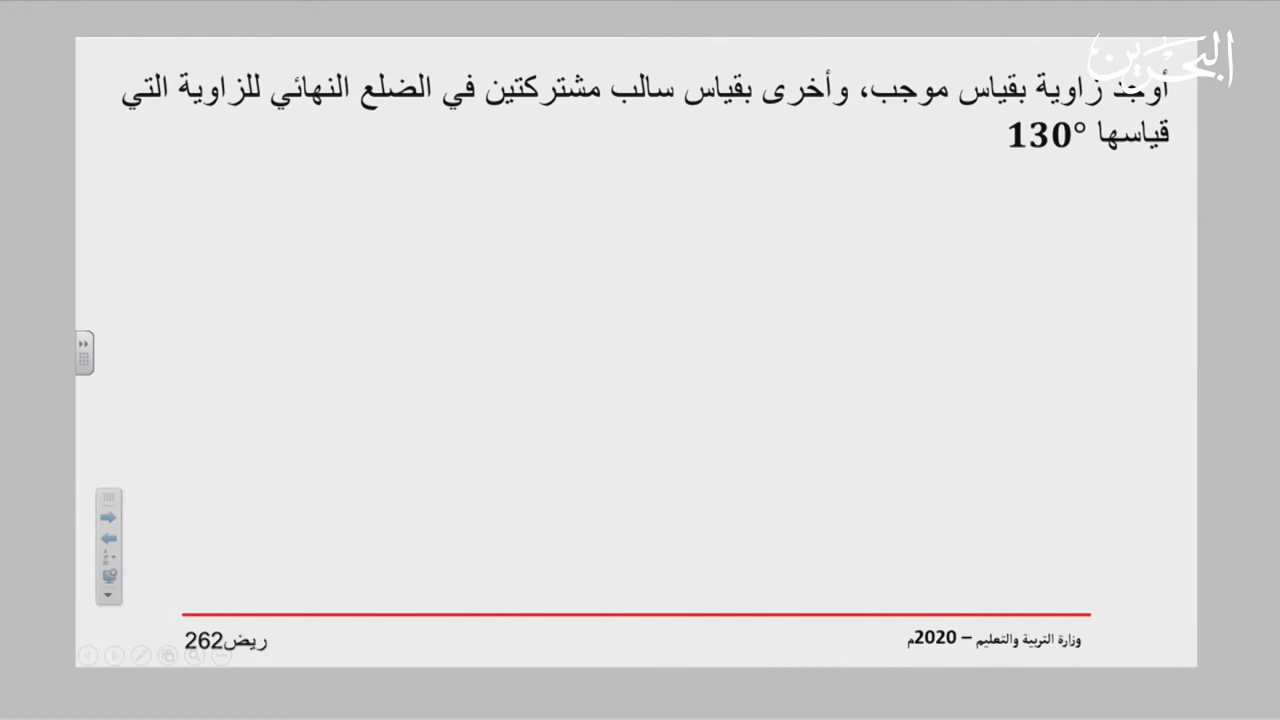 البحرين
أوجد زاوية بقياس موجب، وأخرى بقياس سالب مشتركتين في الضلع النهائي للزاوية التي
قياسها 130°
وزارة التربية والتعليم – 2020م
ريض262